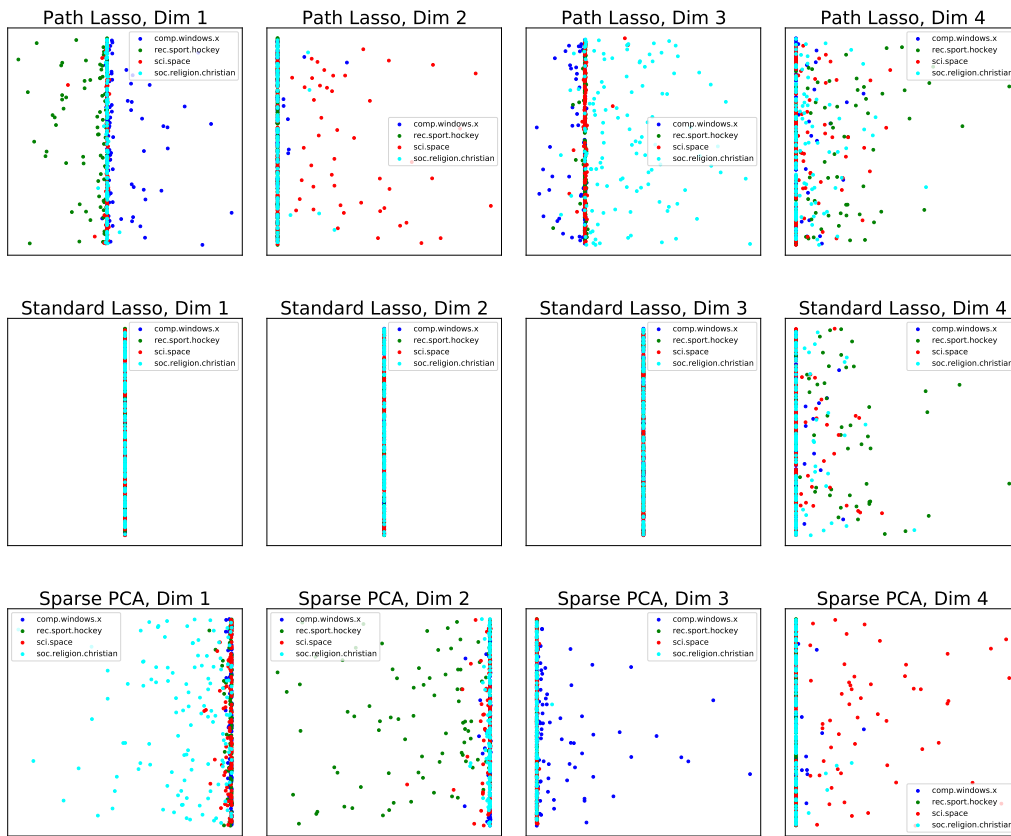 Path Lasso, Dim 1
comp.windows.x
rec.sport.hockey
sci.space
soc.religion.christian
Path Lasso, Dim 2
comp.windows.x
rec.sport.hockey
sci.space
soc.religion.christian
Path Lasso, Dim 3
comp.windows.x
rec.sport.hockey
sci.space
soc.religion.christian
Path Lasso, Dim 4
comp.windows.x
rec.sport.hockey
sci.space
soc.religion.christian
Standard Lasso, Dim 1
comp.windows.x
rec.sport.hockey
sci.space
soc.religion.christian
Standard Lasso, Dim 2
comp.windows.x
rec.sport.hockey
sci.space
soc.religion.christian
Standard Lasso, Dim 3
comp.windows.x
rec.sport.hockey
sci.space
soc.religion.christian
Standard Lasso, Dim 4
comp.windows.x
rec.sport.hockey
sci.space
soc.religion.christian
Sparse PCA, Dim 1
comp.windows.x
rec.sport.hockey
sci.space
soc.religion.christian
Sparse PCA, Dim 2
comp.windows.x
rec.sport.hockey
sci.space
soc.religion.christian
Sparse PCA, Dim 3
comp.windows.x
rec.sport.hockey
sci.space
soc.religion.christian
Sparse PCA, Dim 4
comp.windows.x
rec.sport.hockey
sci.space
soc.religion.christian